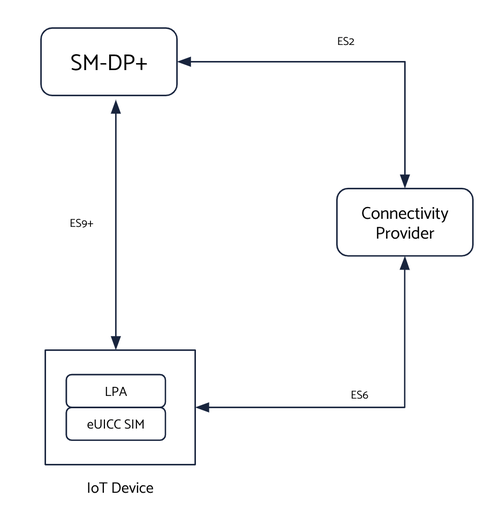 ES2
SM-DP+
Connectivity
Provider
ES9+
LPA
eUICC SIM
ES6
IoT Device